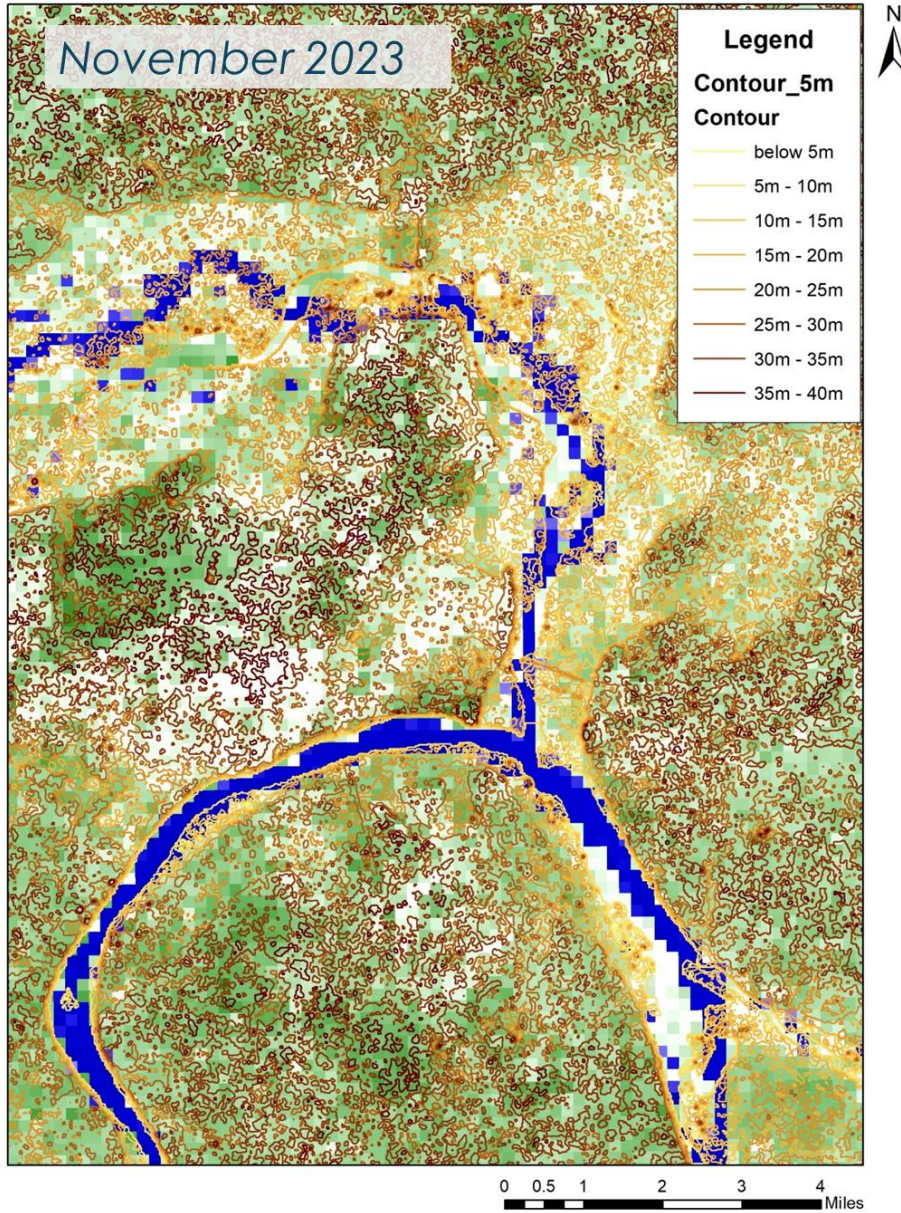 November 2023
N
Legend
Contour_5m
Contour
below 5m
5m - 10m
10m - 15m
15m - 20m
20m - 25m
25m - 30m
30m - 35m
35m - 40m
0 0.5 1 2 3 4
Miles